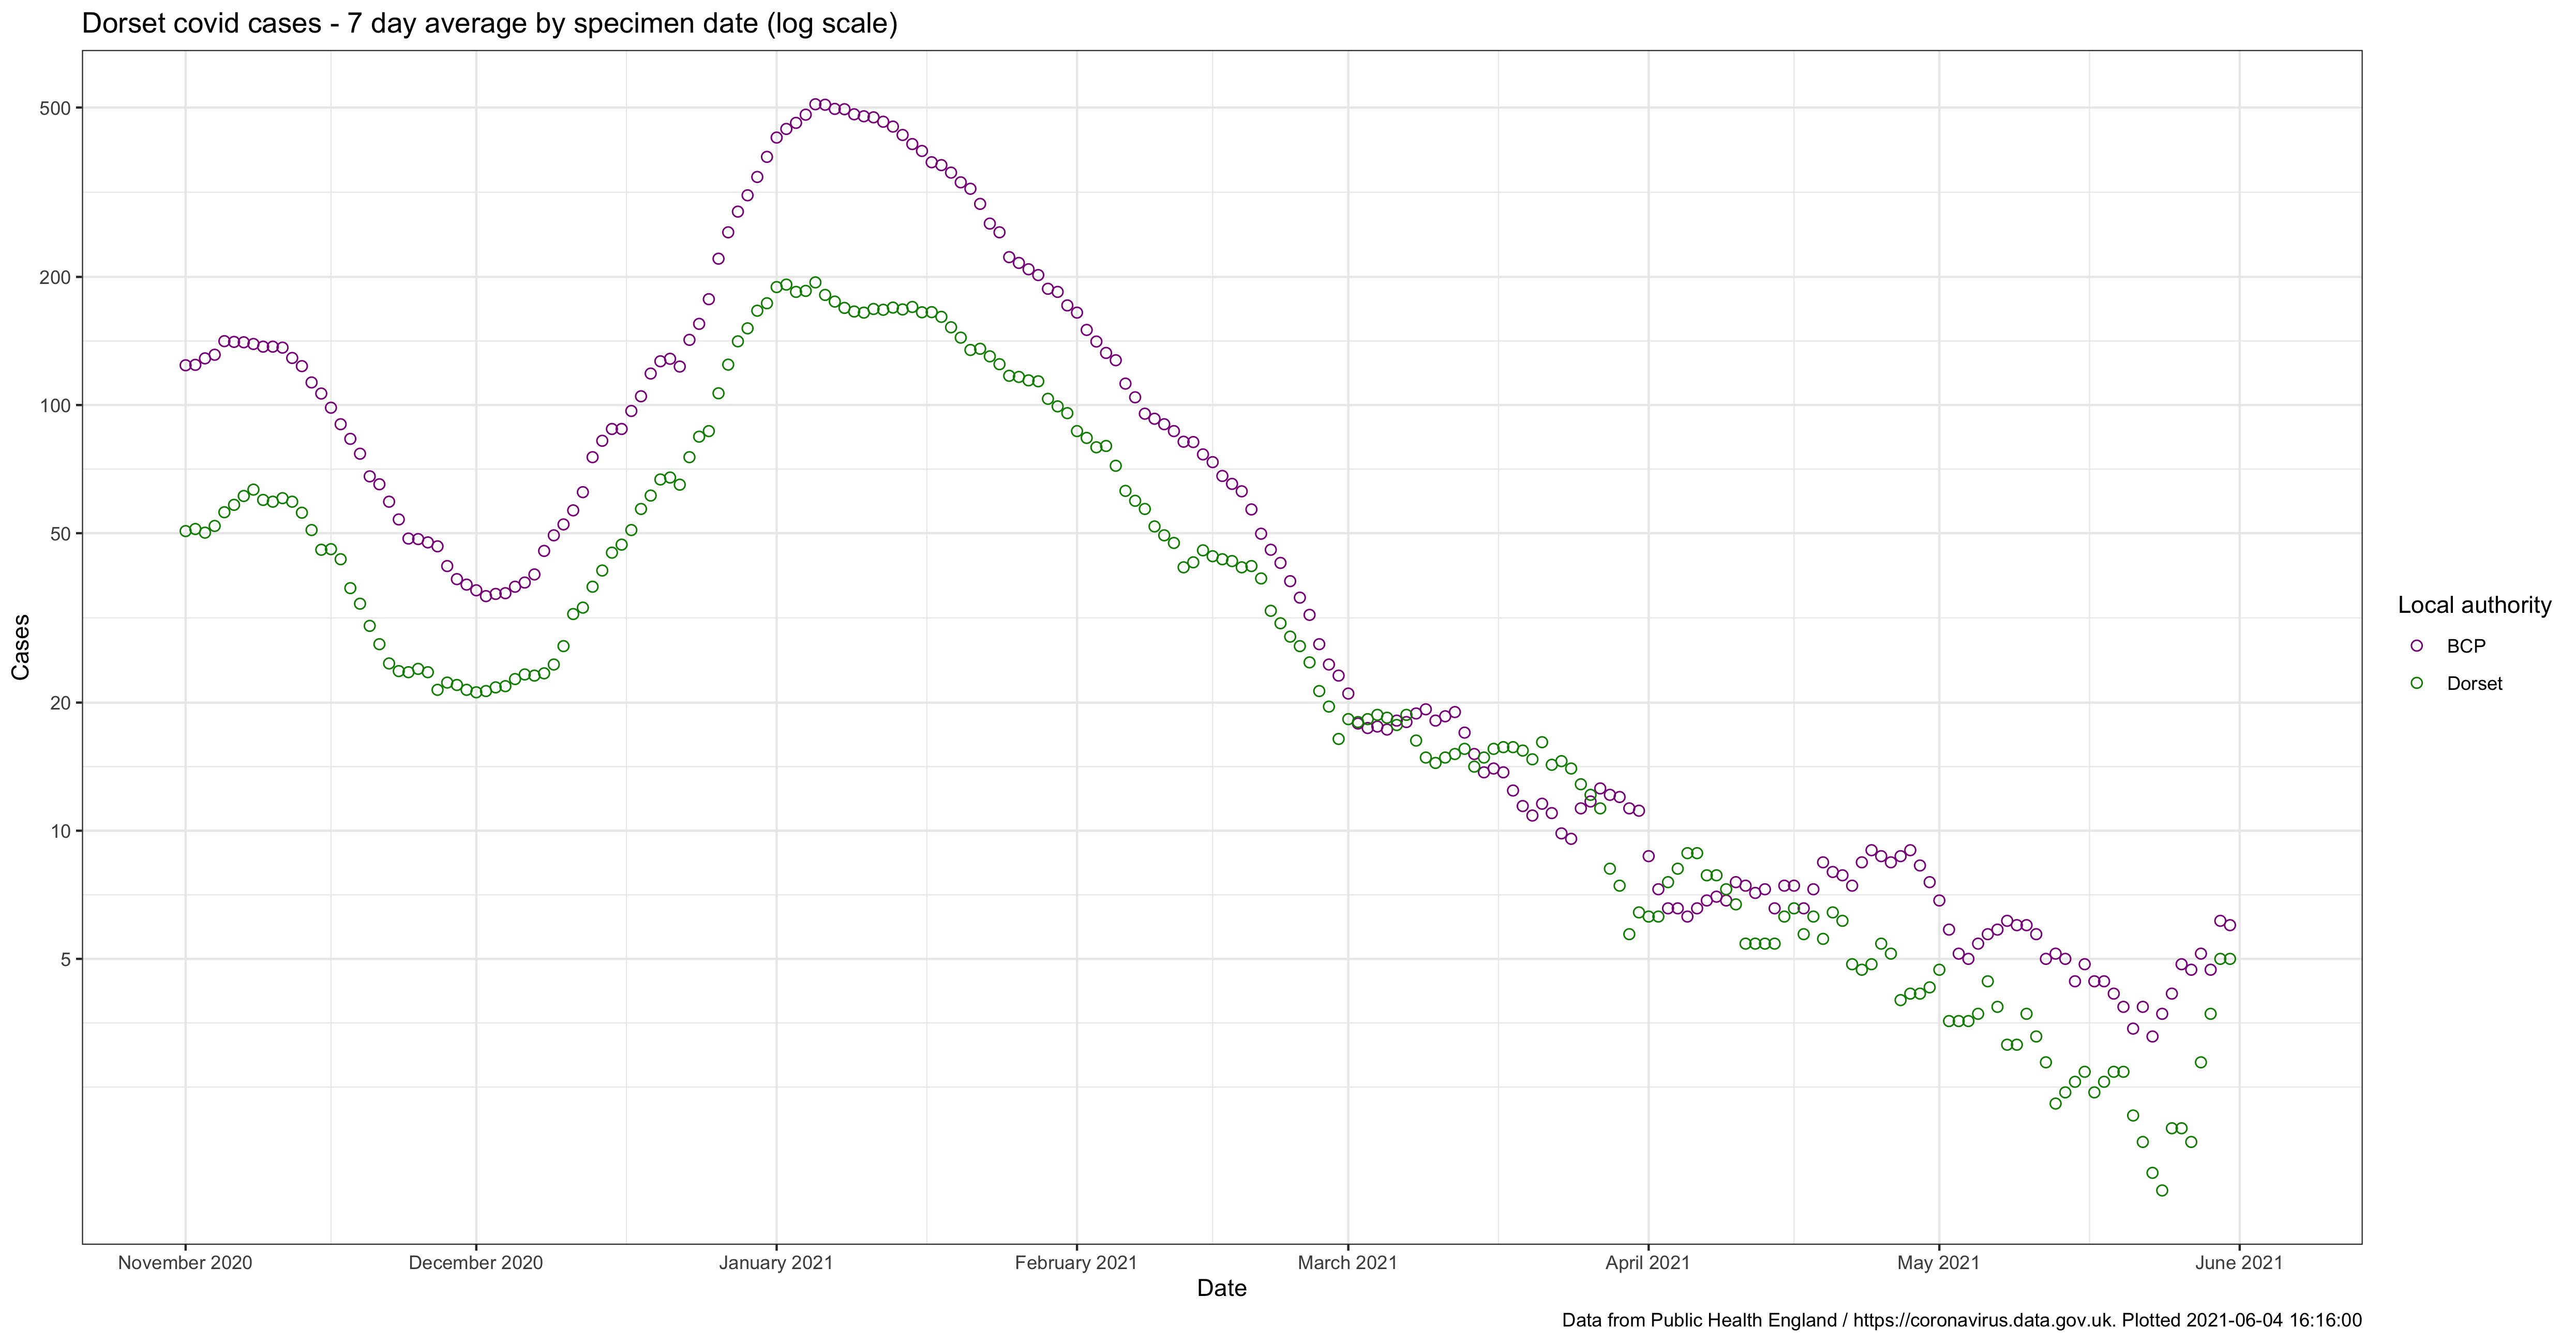 Dorset covid cases - 7 day average by specimen date (log scale)
500
200
100
50
20
10
5
Cases
November 2020
December 2020
January 2021
February 2021
March 2021
April 2021
May 2021
June 2021
Date
Local authority
BCP
Dorset
Data from Public Health England / https://coronavirus.data.gov.uk. Plotted 2021-06-04 16:16:00